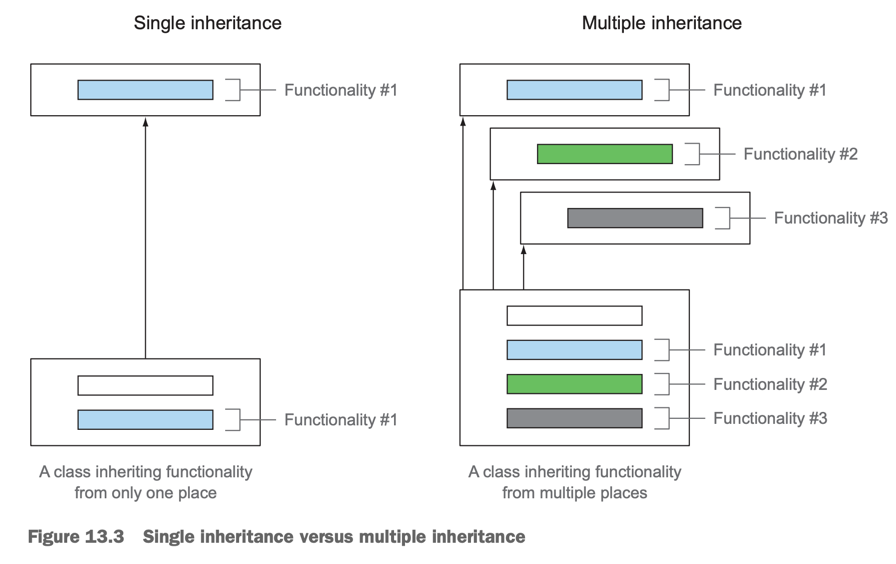 Single inheritance
Multiple inheritance
Functionality #1
Functionality #1
Functionality #2
Functionality #3
Functionality #1
Functionality #1
Functionality #2
Functionality #3
A class inheriting functionality
from only one place
A class inheriting functionality
from multiple places
Figure 13.3 Single inheritance versus multiple inheritance